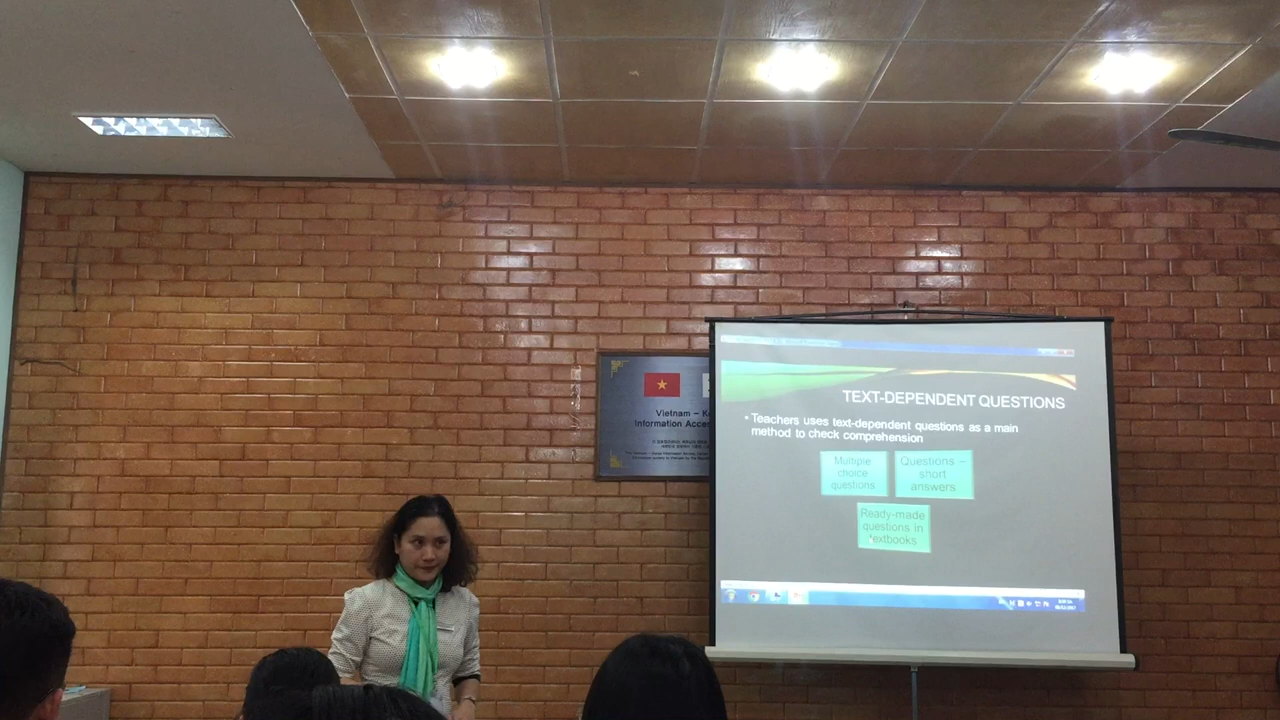 Vietnam – K
Information Acces
TEXT-DEPENDENT QUESTIONS
• Teachers uses text-dependent questions as a main
method to check comprehension
Multiple
choice
questions
Questions –
short
answers
Ready-made
questions in
textbooks